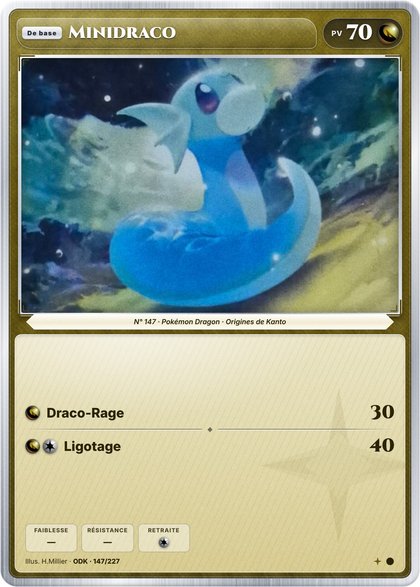 De base MINIDRACO PV 70
N° 147 · Pokémon Dragon · Origines de Kanto
Draco-Rage 30
Ligotage 40
FAIBLESSE RÉSISTANCE RETRAITE
— —
Illus. H.Millier · ODK · 147/227